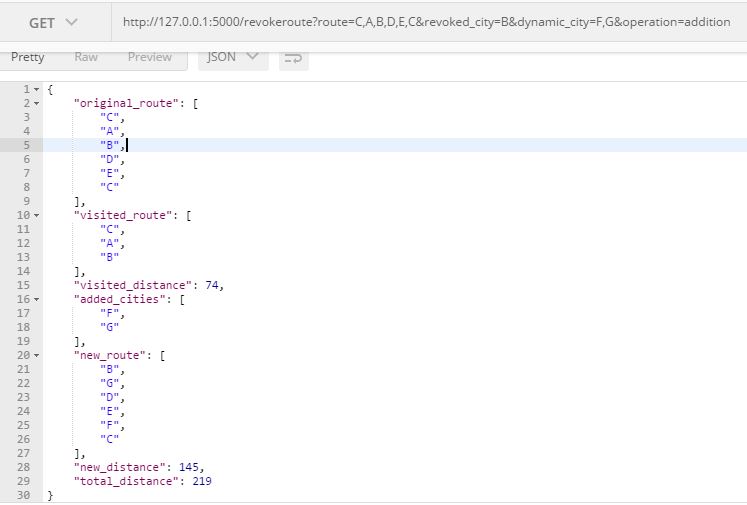 GET http://127.0.0.1:5000/revokeroute?route=C,A,B,D,E,C&revoked_city=B&dynamic_city=F,G&operation=addition
Pretty Raw Preview JSON
1 {
2 "original_route": [
3 "C",
4 "A",
5 "B",
6 "D",
7 "E",
8 "C"
9 ],
10 "visited_route": [
11 "C",
12 "A",
13 "B"
14 ],
15 "visited_distance": 74,
16 "added_cities": [
17 "F",
18 "G"
19 ],
20 "new_route": [
21 "B",
22 "G",
23 "D",
24 "E",
25 "F",
26 "C"
27 ],
28 "new_distance": 145,
29 "total_distance": 219
30 }